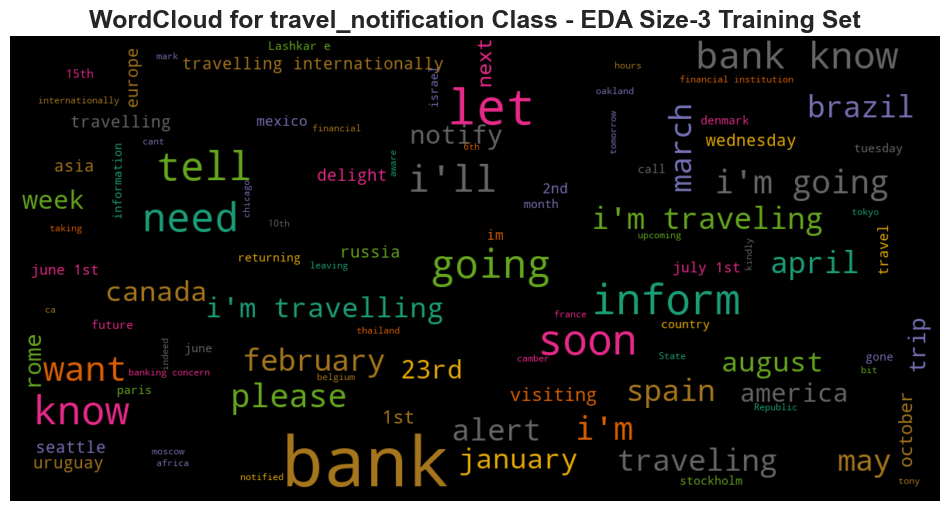 WordCloud for travel_notification Class - EDA Size-3 Training Set
Lashkar e
mark
europe
travelling internationally
15th
next
israel
bank know
hours
financial institution
internationally
let
oakland
brazil
travelling
mexico
financial
notify
6th
tomorrow
march
denmark
wednesday
tuesday
cant
information
asia
tell
delight
aware
i'll
call
i'm going
week
chicago
2nd
month
need
10th
i'm traveling
tokyo
taking
im
upcoming
kindly
travel
june 1st
returning
russia
leaving
going
july 1st
april
ca
canada
i'm travelling
inform
future
thailand
france
country
soon
trip
rome
want
june
indeed
banking concern
february
belgium
23rd
camber
State
august
gone
bit
paris
please
visiting
spain
america
know
1st
Republic
seattle
uruguay
moscow
africa
notified
bank
alert
january
i'm
traveling
stockholm
may
october
tony